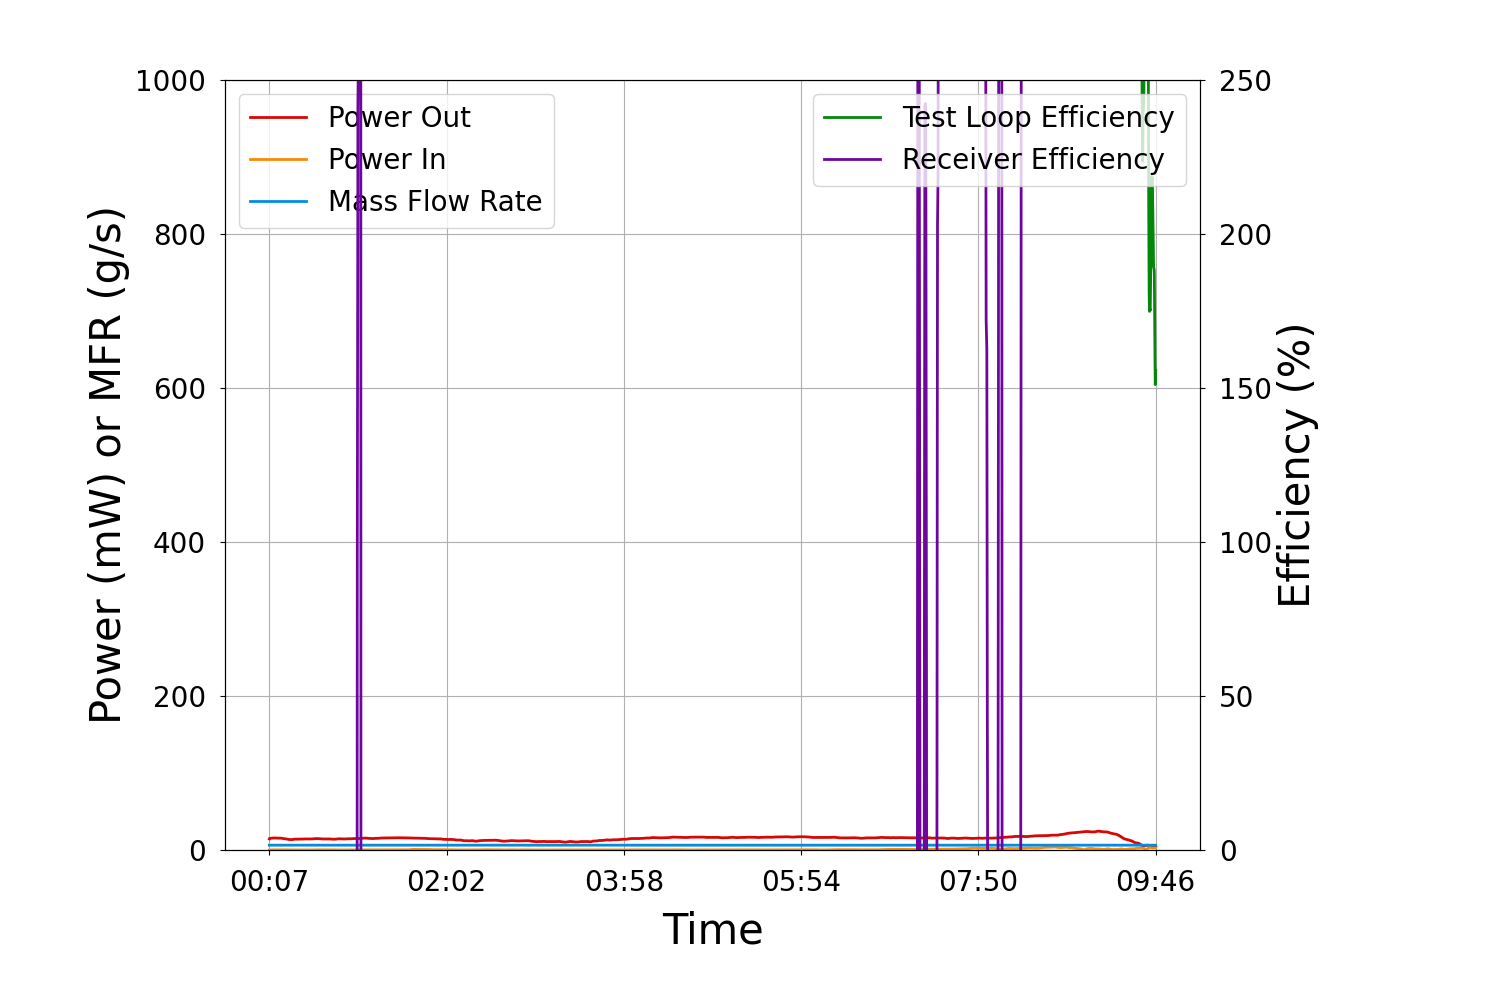 1000
800
600
400
200
0
Power (mW) or MFR (g/s)
Power Out
Power In
Mass Flow Rate
Test Loop Efficiency
Receiver Efficiency
250
200
150
100
50
0
Efficiency (%)
00:07 02:02 03:58 05:54 07:50 09:46
Time